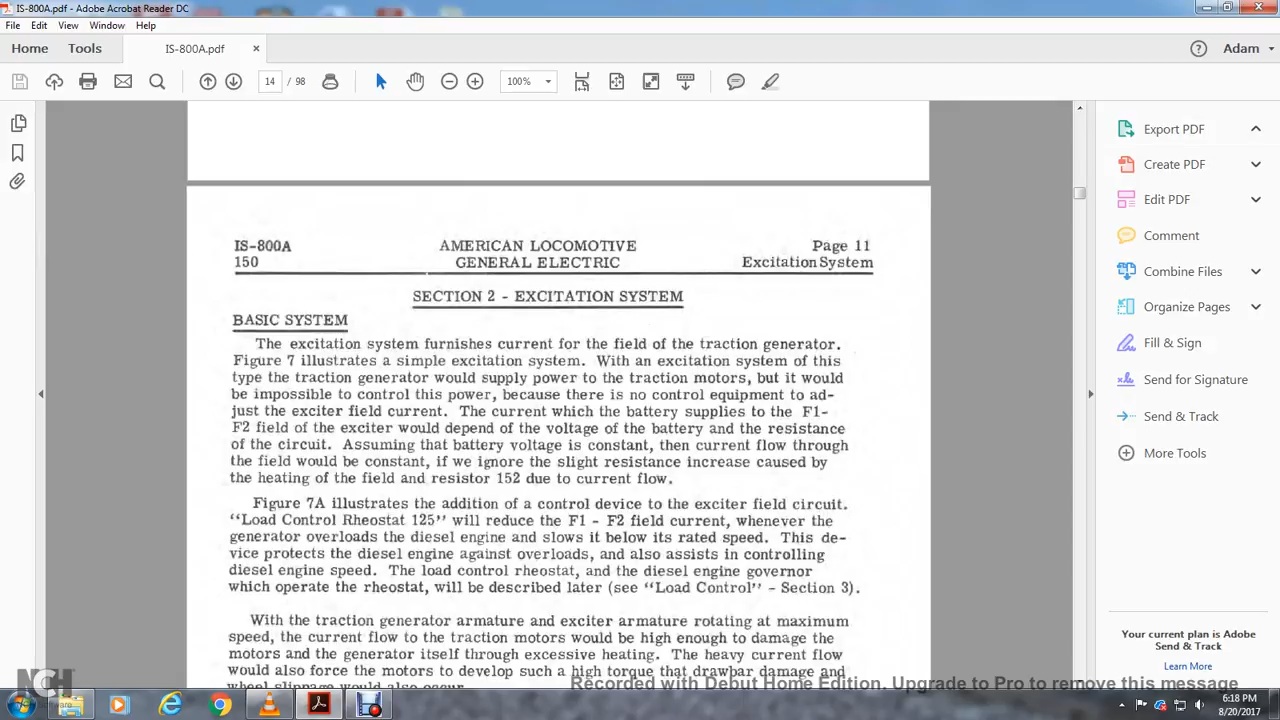 IS-800A.pdf - Adobe Acrobat Reader DC
File Edit View Window Help
Home Tools IS-800A.pdf × Adam
14 / 98 100%
Export PDF
Create PDF
Edit PDF
Comment
Combine Files
Organize Pages
Fill & Sign
Send for Signature
Send & Track
More Tools
Your current plan is Adobe
Send & Track
Learn More
IS-800A AMERICAN LOCOMOTIVE Page 11
150 GENERAL ELECTRIC Excitation System
SECTION 2 - EXCITATION SYSTEM
BASIC SYSTEM
The excitation system furnishes current for the field of the traction generator.
Figure 7 illustrates a simple excitation system. With an excitation system of this
type the traction generator would supply power to the traction motors, but it would
be impossible to control this power, because there is no control equipment to ad-
just the exciter field current. The current which the battery supplies to the F1-
F2 field of the exciter would depend of the voltage of the battery and the resistance
of the circuit. Assuming that battery voltage is constant, then current flow through
the field would be constant, if we ignore the slight resistance increase caused by
the heating of the field and resistor 152 due to current flow.
Figure 7A illustrates the addition of a control device to the exciter field circuit.
"Load Control Rheostat 125" will reduce the F1 - F2 field current, whenever the
generator overloads the diesel engine and slows it below its rated speed. This de-
vice protects the diesel engine against overloads, and also assists in controlling
diesel engine speed. The load control rheostat, and the diesel engine governor
which operate the rheostat, will be described later (see "Load Control" - Section 3).
With the traction generator armature and exciter armature rotating at maximum
speed, the current flow to the traction motors would be high enough to damage the
motors and the generator itself through excessive heating. The heavy current flow
would also force the motors to develop such a high torque that drawbar damage and
wheel slippage would also occur.
Recorded with Debut Home Edition. Upgrade to Pro to remove this message
NCH
Software
6:18 PM
8/20/2017